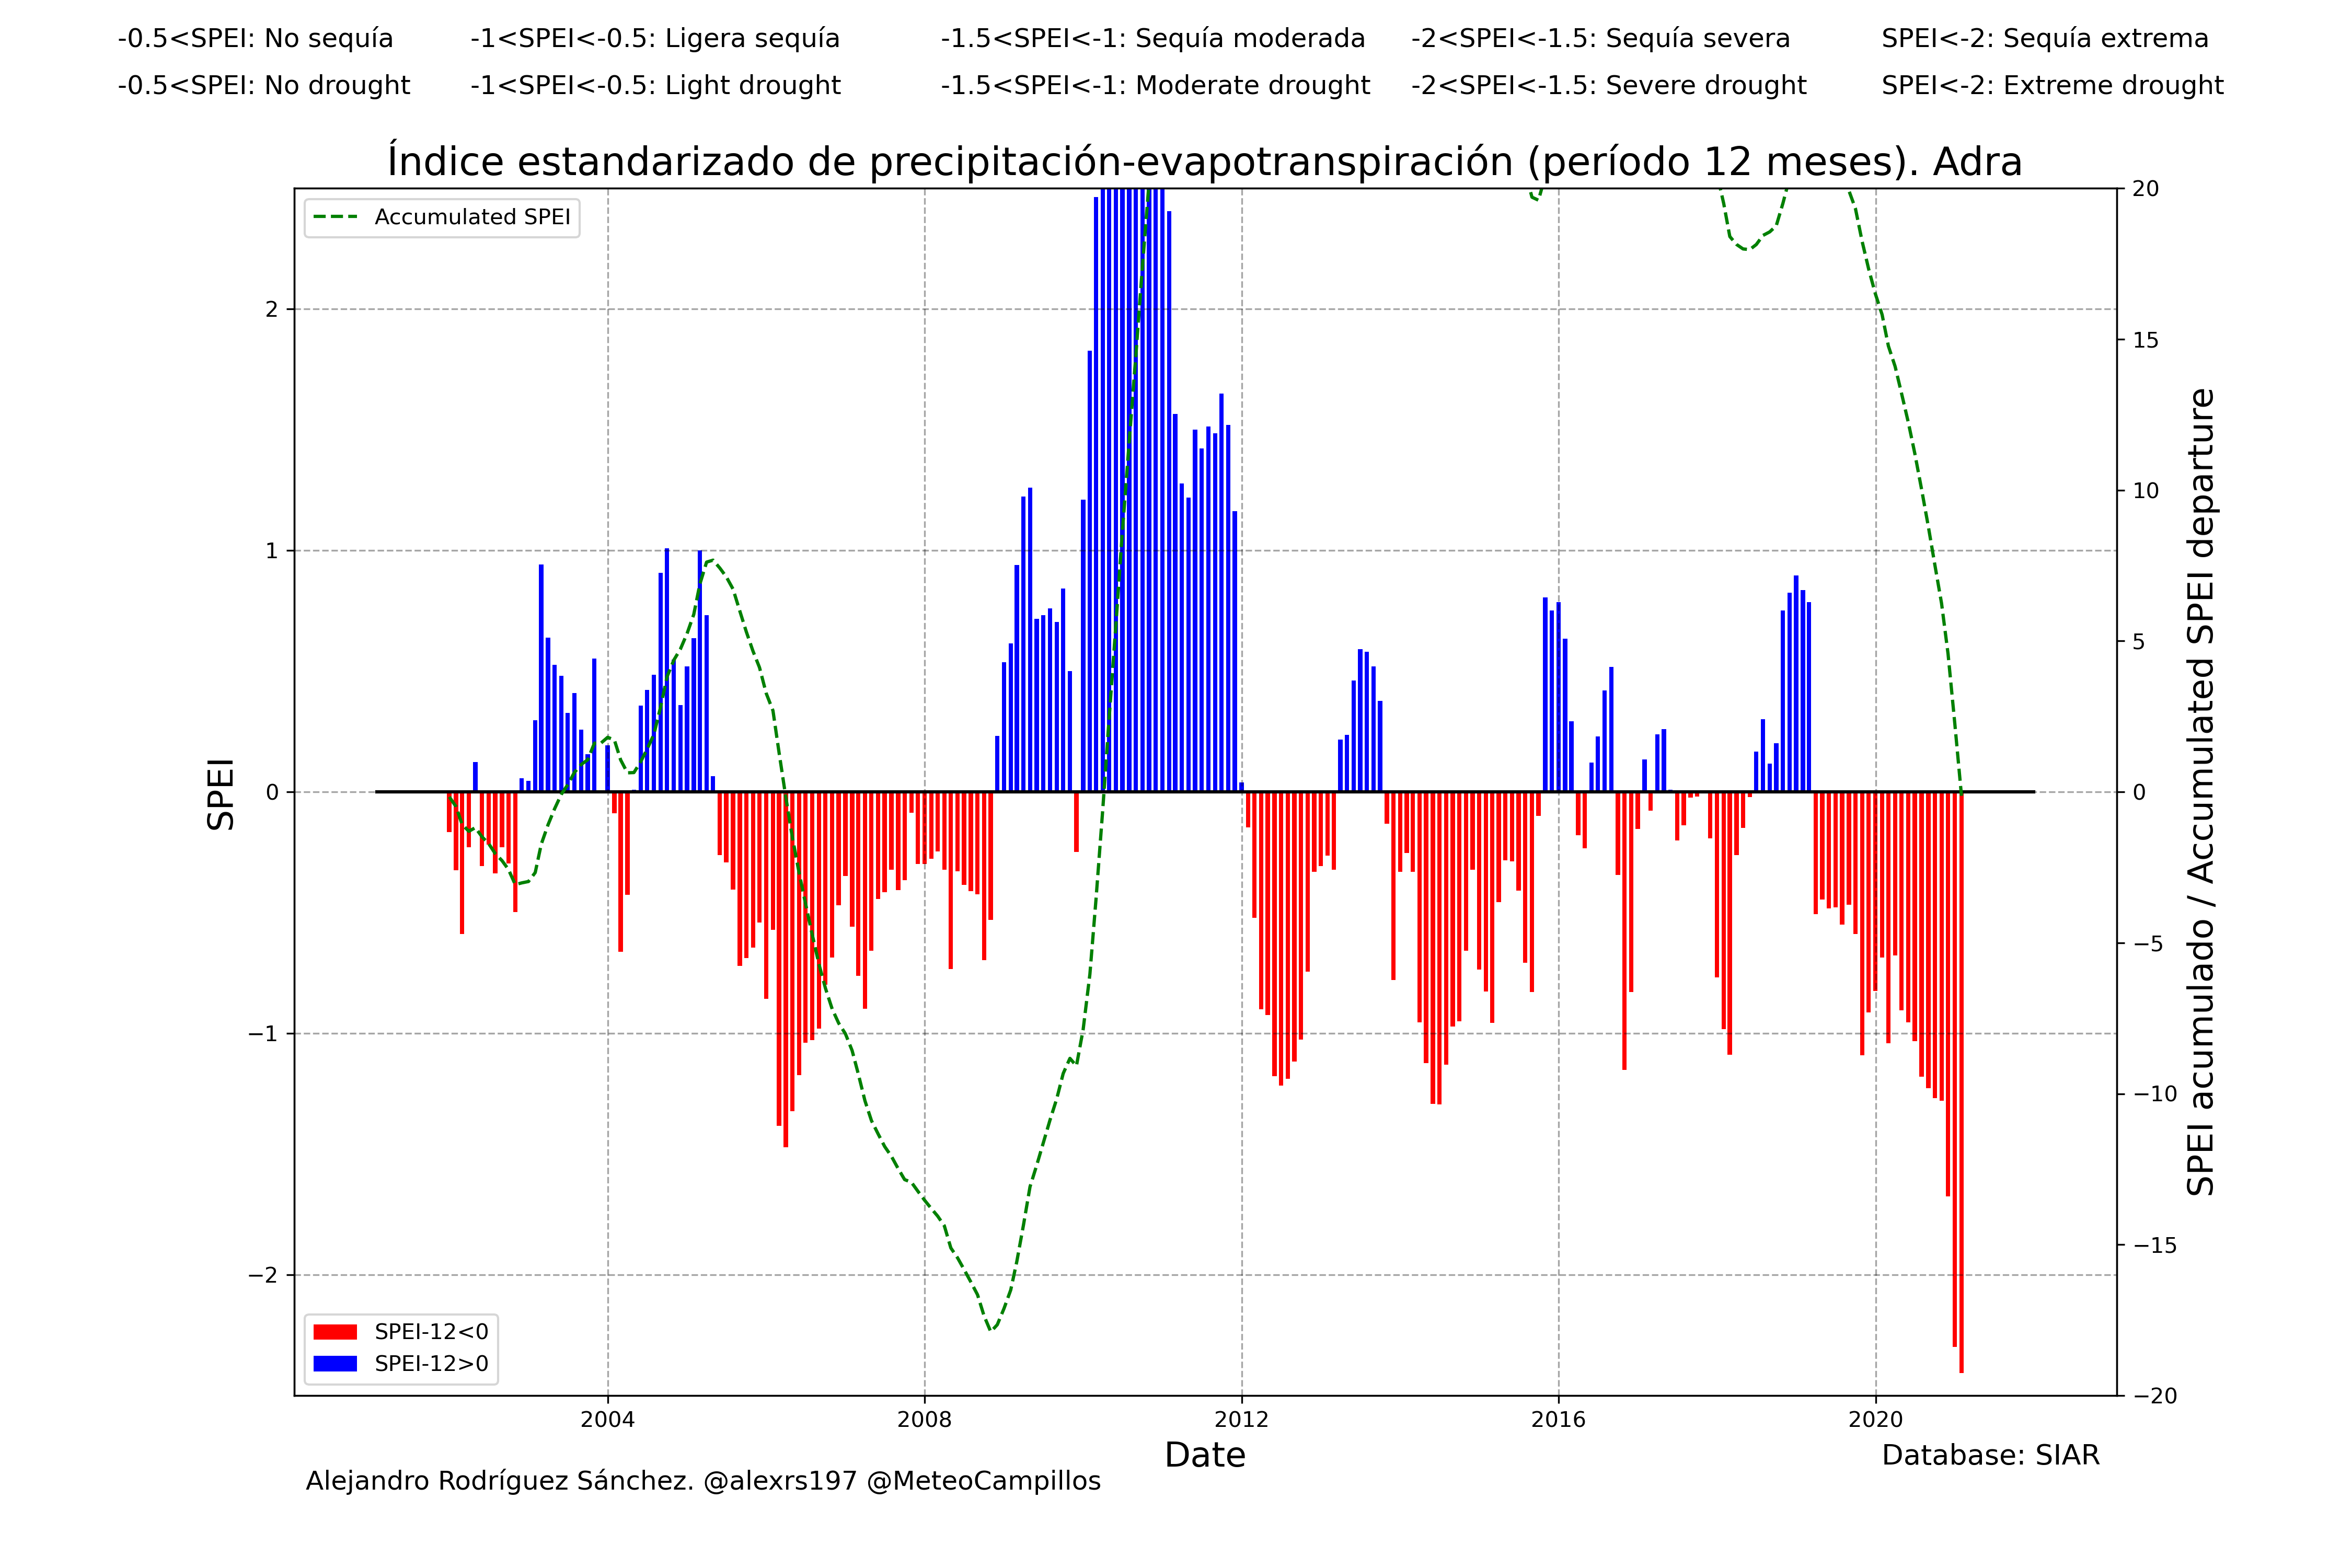 -0.5<SPEI: No sequía -1<SPEI<-0.5: Ligera sequía -1.5<SPEI<-1: Sequía moderada -2<SPEI<-1.5: Sequía severa SPEI<-2: Sequía extrema
-0.5<SPEI: No drought -1<SPEI<-0.5: Light drought -1.5<SPEI<-1: Moderate drought -2<SPEI<-1.5: Severe drought SPEI<-2: Extreme drought
Índice estandarizado de precipitación-evapotranspiración (período 12 meses). Adra
Accumulated SPEI
SPEI
2
1
0
−1
−2
20
15
10
5
0
−5
−10
−15
−20
SPEI acumulado / Accumulated SPEI departure
SPEI-12<0
SPEI-12>0
2004 2008 2012 2016 2020
Date
Database: SIAR
Alejandro Rodríguez Sánchez. @alexrs197 @MeteoCampillos